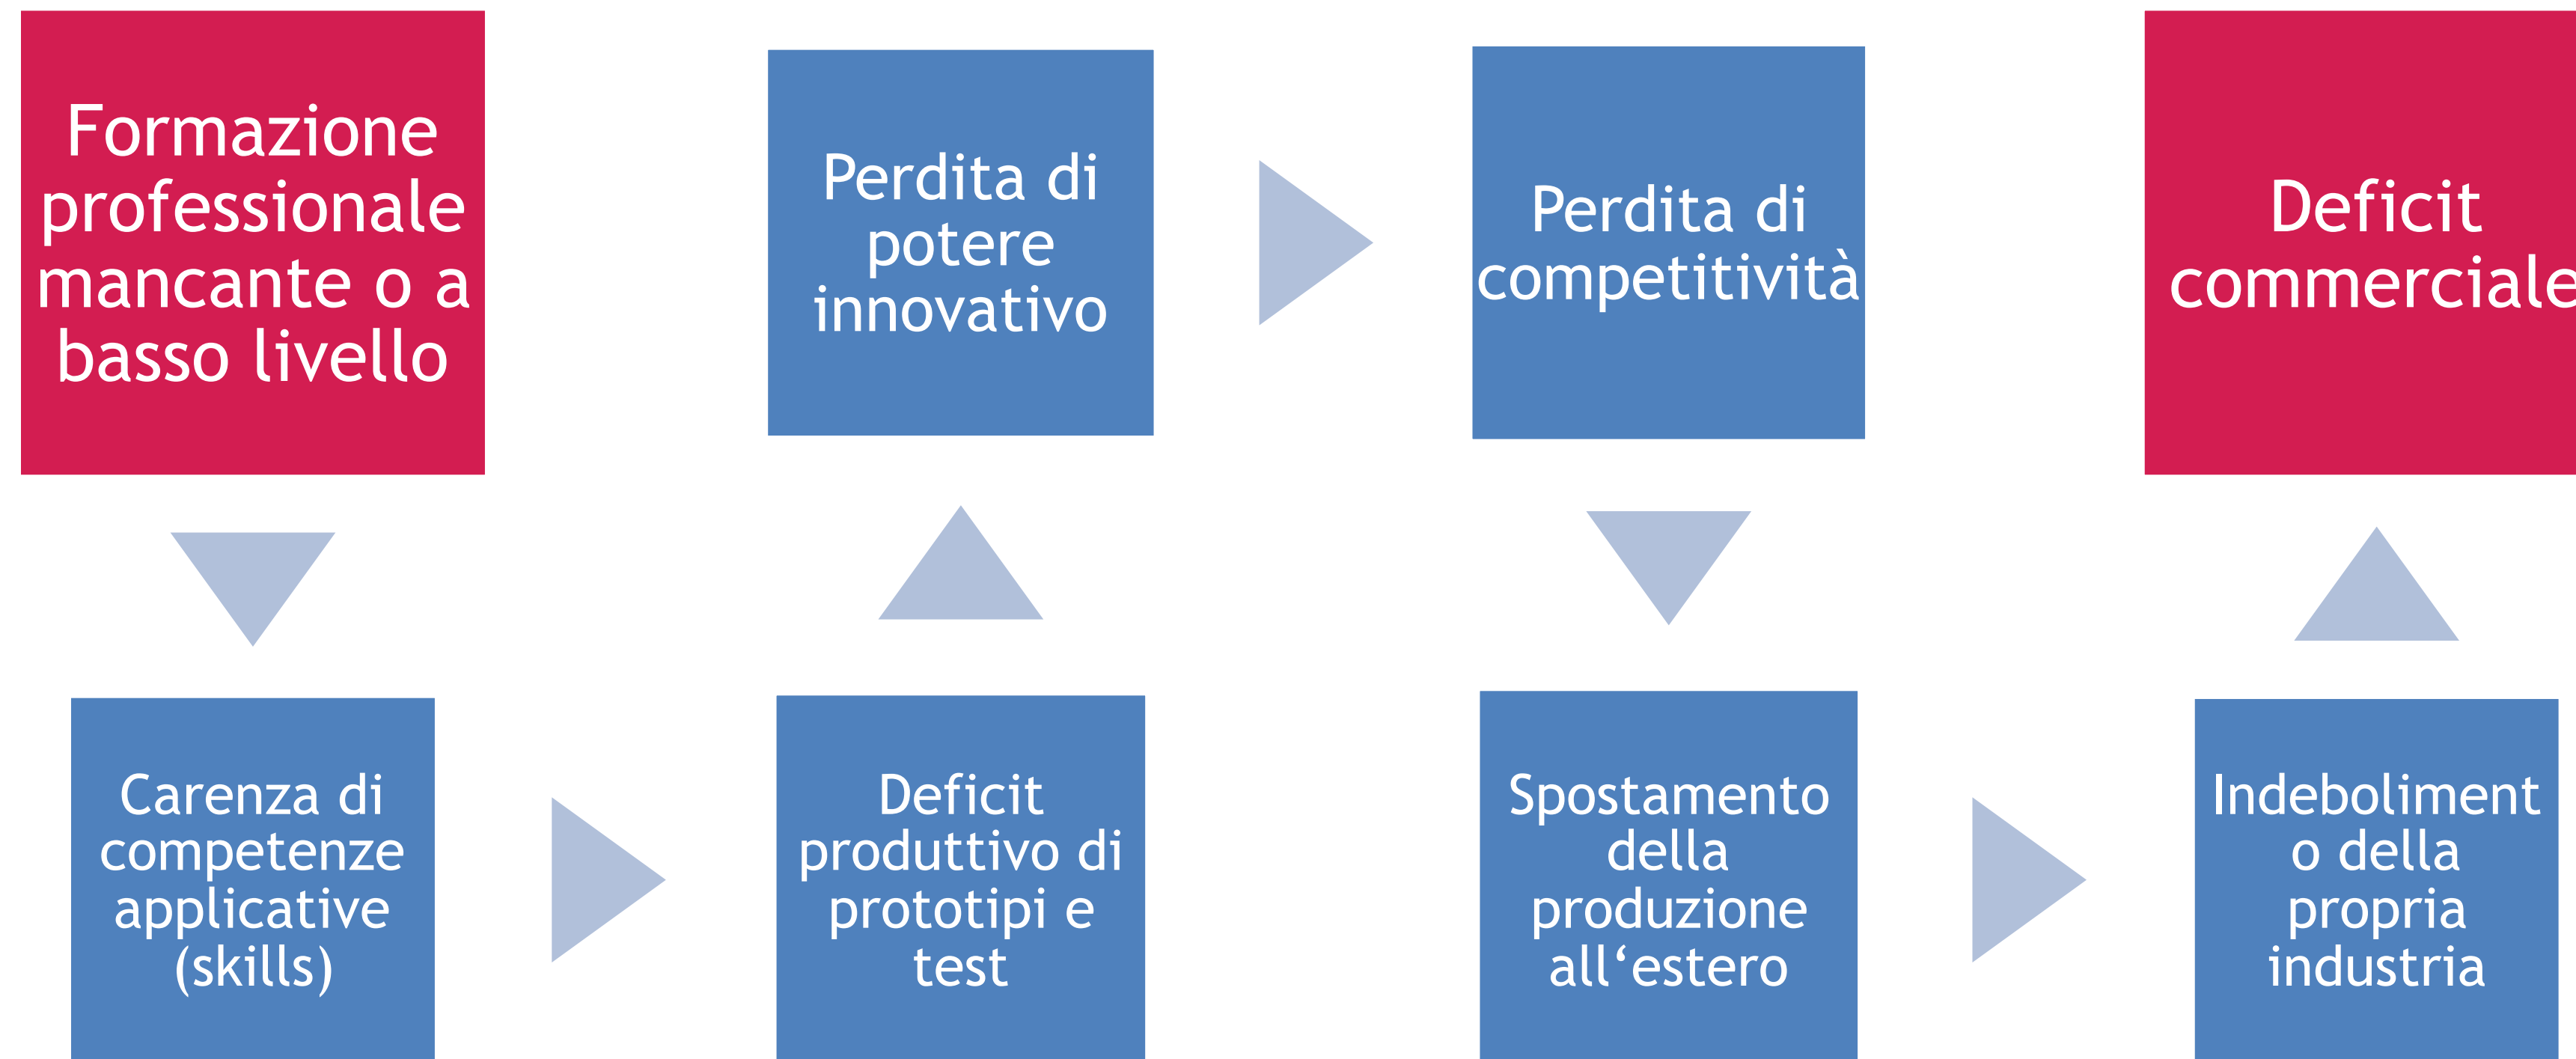 Formazione
professionale
mancante o a
basso livello
Carenza di
competenze
applicative
(skills)
Deficit
produttivo di
prototipi e
test
Perdita di
potere
innovativo
Perdita di
competitività
Spostamento
della
produzione
all‘estero
Indeboliment
o della
propria
industria
Deficit
commerciale